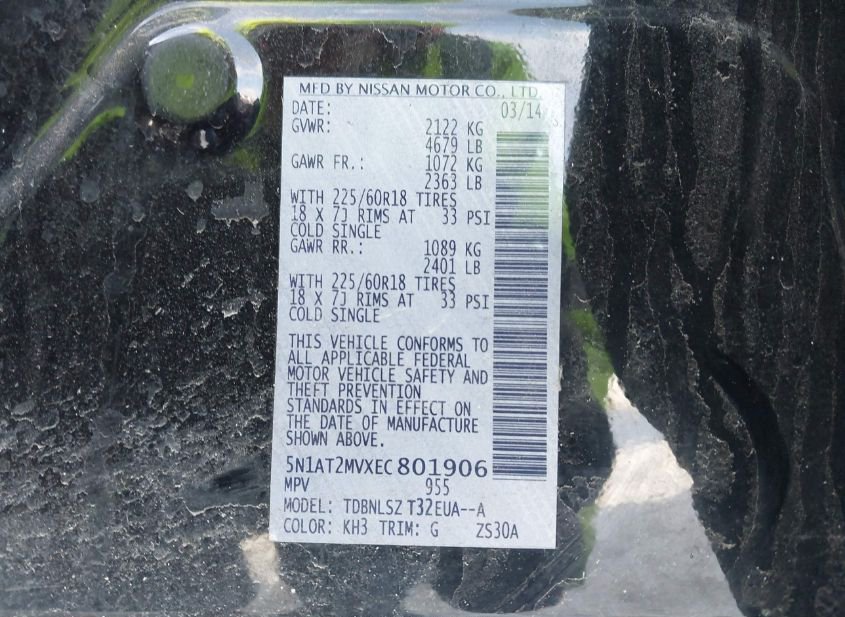 MFD BY NISSAN MOTOR CO., LTD.
DATE: 03/14
GVWR: 2122 KG
4679 LB
GAWR FR.: 1072 KG
2363 LB
WITH 225/60R18 TIRES
18 X 7J RIMS AT 33 PSI
COLD SINGLE
GAWR RR.: 1089 KG
2401 LB
WITH 225/60R18 TIRES
18 X 7J RIMS AT 33 PSI
COLD SINGLE
THIS VEHICLE CONFORMS TO
ALL APPLICABLE FEDERAL
MOTOR VEHICLE SAFETY AND
THEFT PREVENTION
STANDARDS IN EFFECT ON
THE DATE OF MANUFACTURE
SHOWN ABOVE.
5N1AT2MVXEC801906
MPV 955
MODEL: TDBNLSZ T32EUA--A
COLOR: KH3 TRIM: G ZS30A